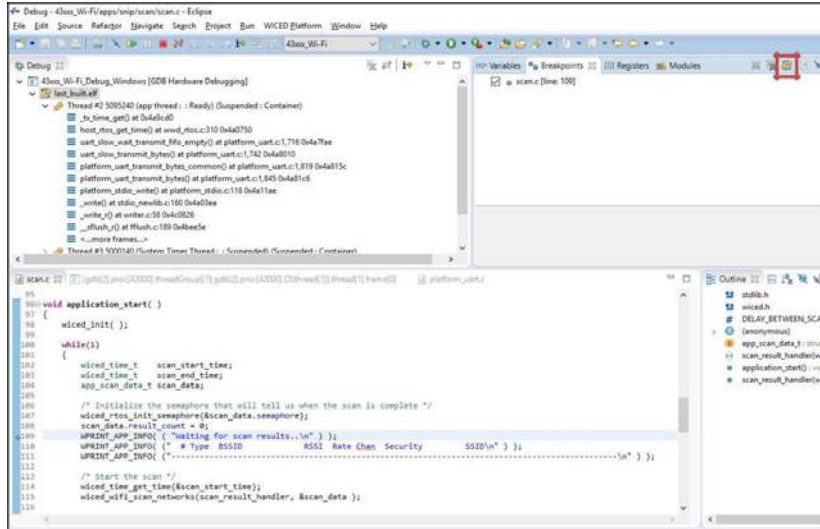 Debug - 43xx_Wi-Fi/apps/snip/scan/scan.c - Eclipse
File Edit Source Refactor Navigate Search Project Run WICED Platform Window Help
43xx_Wi-Fi
Debug
Variables Breakpoints Registers Modules
43xx_Wi-Fi_Debug_Windows [GDB Hardware Debugging]
scan.c [line: 109]
last_built.elf
Thread #2 5095240 (app thread : : Ready) (Suspended : Container)
_tx_time_get() at 0x4a9cd0
host_rtos_get_time() at wwd_rtos.c:310 0x4a0750
uart_slow_wait_transmit_fifo_empty() at platform_uart.c:1,716 0x4a7fae
uart_slow_transmit_bytes() at platform_uart.c:1,742 0x4a8010
platform_uart_transmit_bytes_common() at platform_uart.c:1,819 0x4a815c
platform_uart_transmit_bytes() at platform_uart.c:1,845 0x4a81c6
platform_stdio_write() at platform_stdio.c:118 0x4a11ae
_write() at stdio_newlib.c:160 0x4a03ea
_write_r() at writer.c:58 0x4c0826
__sflush_r() at fflush.c:189 0x4bee5e
<...more frames...>
Thread #3 5000140 (System Timer Thread : : Suspended) (Suspended : Container)
scan.c
platform_uart.c
95
96 void application_start( )
97 {
98 wiced_init( );
99
100 while(1)
101 {
102 wiced_time_t scan_start_time;
103 wiced_time_t scan_end_time;
104 app_scan_data_t scan_data;
105
106 /* Initialize the semaphore that will tell us when the scan is complete */
107 wiced_rtos_init_semaphore(&scan_data.semaphore);
108 scan_data.result_count = 0;
109 WPRINT_APP_INFO( ( "Waiting for scan results..\n" ) );
110 WPRINT_APP_INFO( (" # Type BSSID RSSI Rate Chan Security SSID\n" ) );
111 WPRINT_APP_INFO( ("----------------------------------------------------------------------------------------------\n" ) );
112
113 /* Start the scan */
114 wiced_time_get_time(&scan_start_time);
115 wiced_wifi_scan_networks(scan_result_handler, &scan_data );
116
Outline
stdlib.h
wiced.h
DELAY_BETWEEN_SCA
(anonymous)
app_scan_data_t : stru
scan_result_handler(w
application_start() : vo
scan_result_handler(w